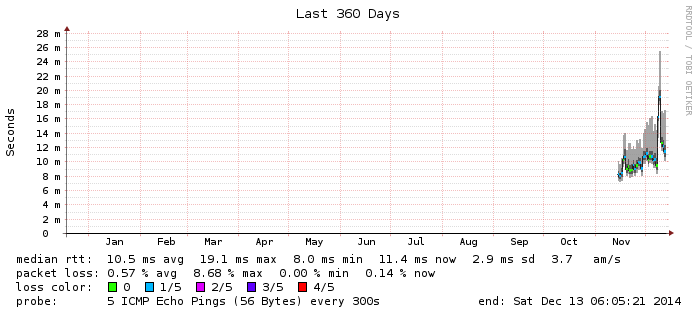 Last 360 Days
RRDTOOL / TOBI OETIKER
Seconds
28 m
26 m
24 m
22 m
20 m
18 m
16 m
14 m
12 m
10 m
8 m
6 m
4 m
2 m
0
Jan Feb Mar Apr May Jun Jul Aug Sep Oct Nov
median rtt: 10.5 ms avg 19.1 ms max 8.0 ms min 11.4 ms now 2.9 ms sd 3.7 am/s
packet loss: 0.57 % avg 8.68 % max 0.00 % min 0.14 % now
loss color: 0 1/5 2/5 3/5 4/5
probe: 5 ICMP Echo Pings (56 Bytes) every 300s end: Sat Dec 13 06:05:21 2014